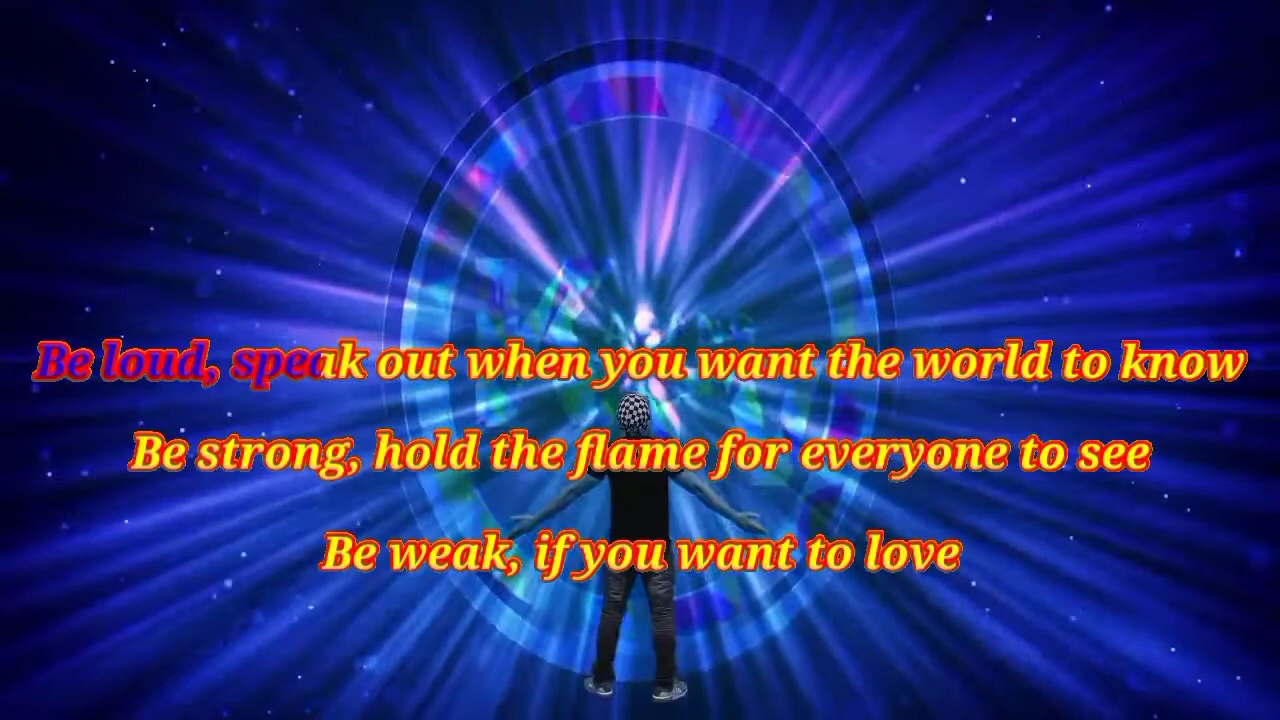 Be loud, speak out when you want the world to know
Be strong, hold the flame for everyone to see
Be weak, if you want to love